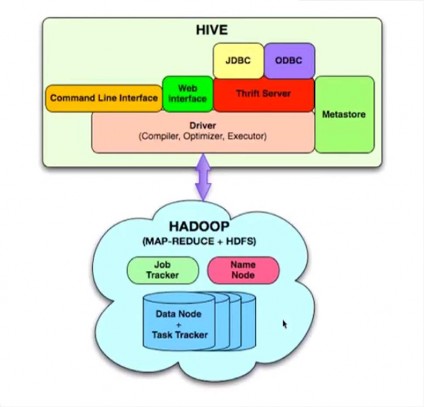 HIVE
JDBC
ODBC
Command Line Interface
Web
Interface
Thrift Server
Metastore
Driver
(Compiler, Optimizer, Executor)
HADOOP
(MAP-REDUCE + HDFS)
Job
Tracker
Name
Node
Data Node
+
Task Tracker